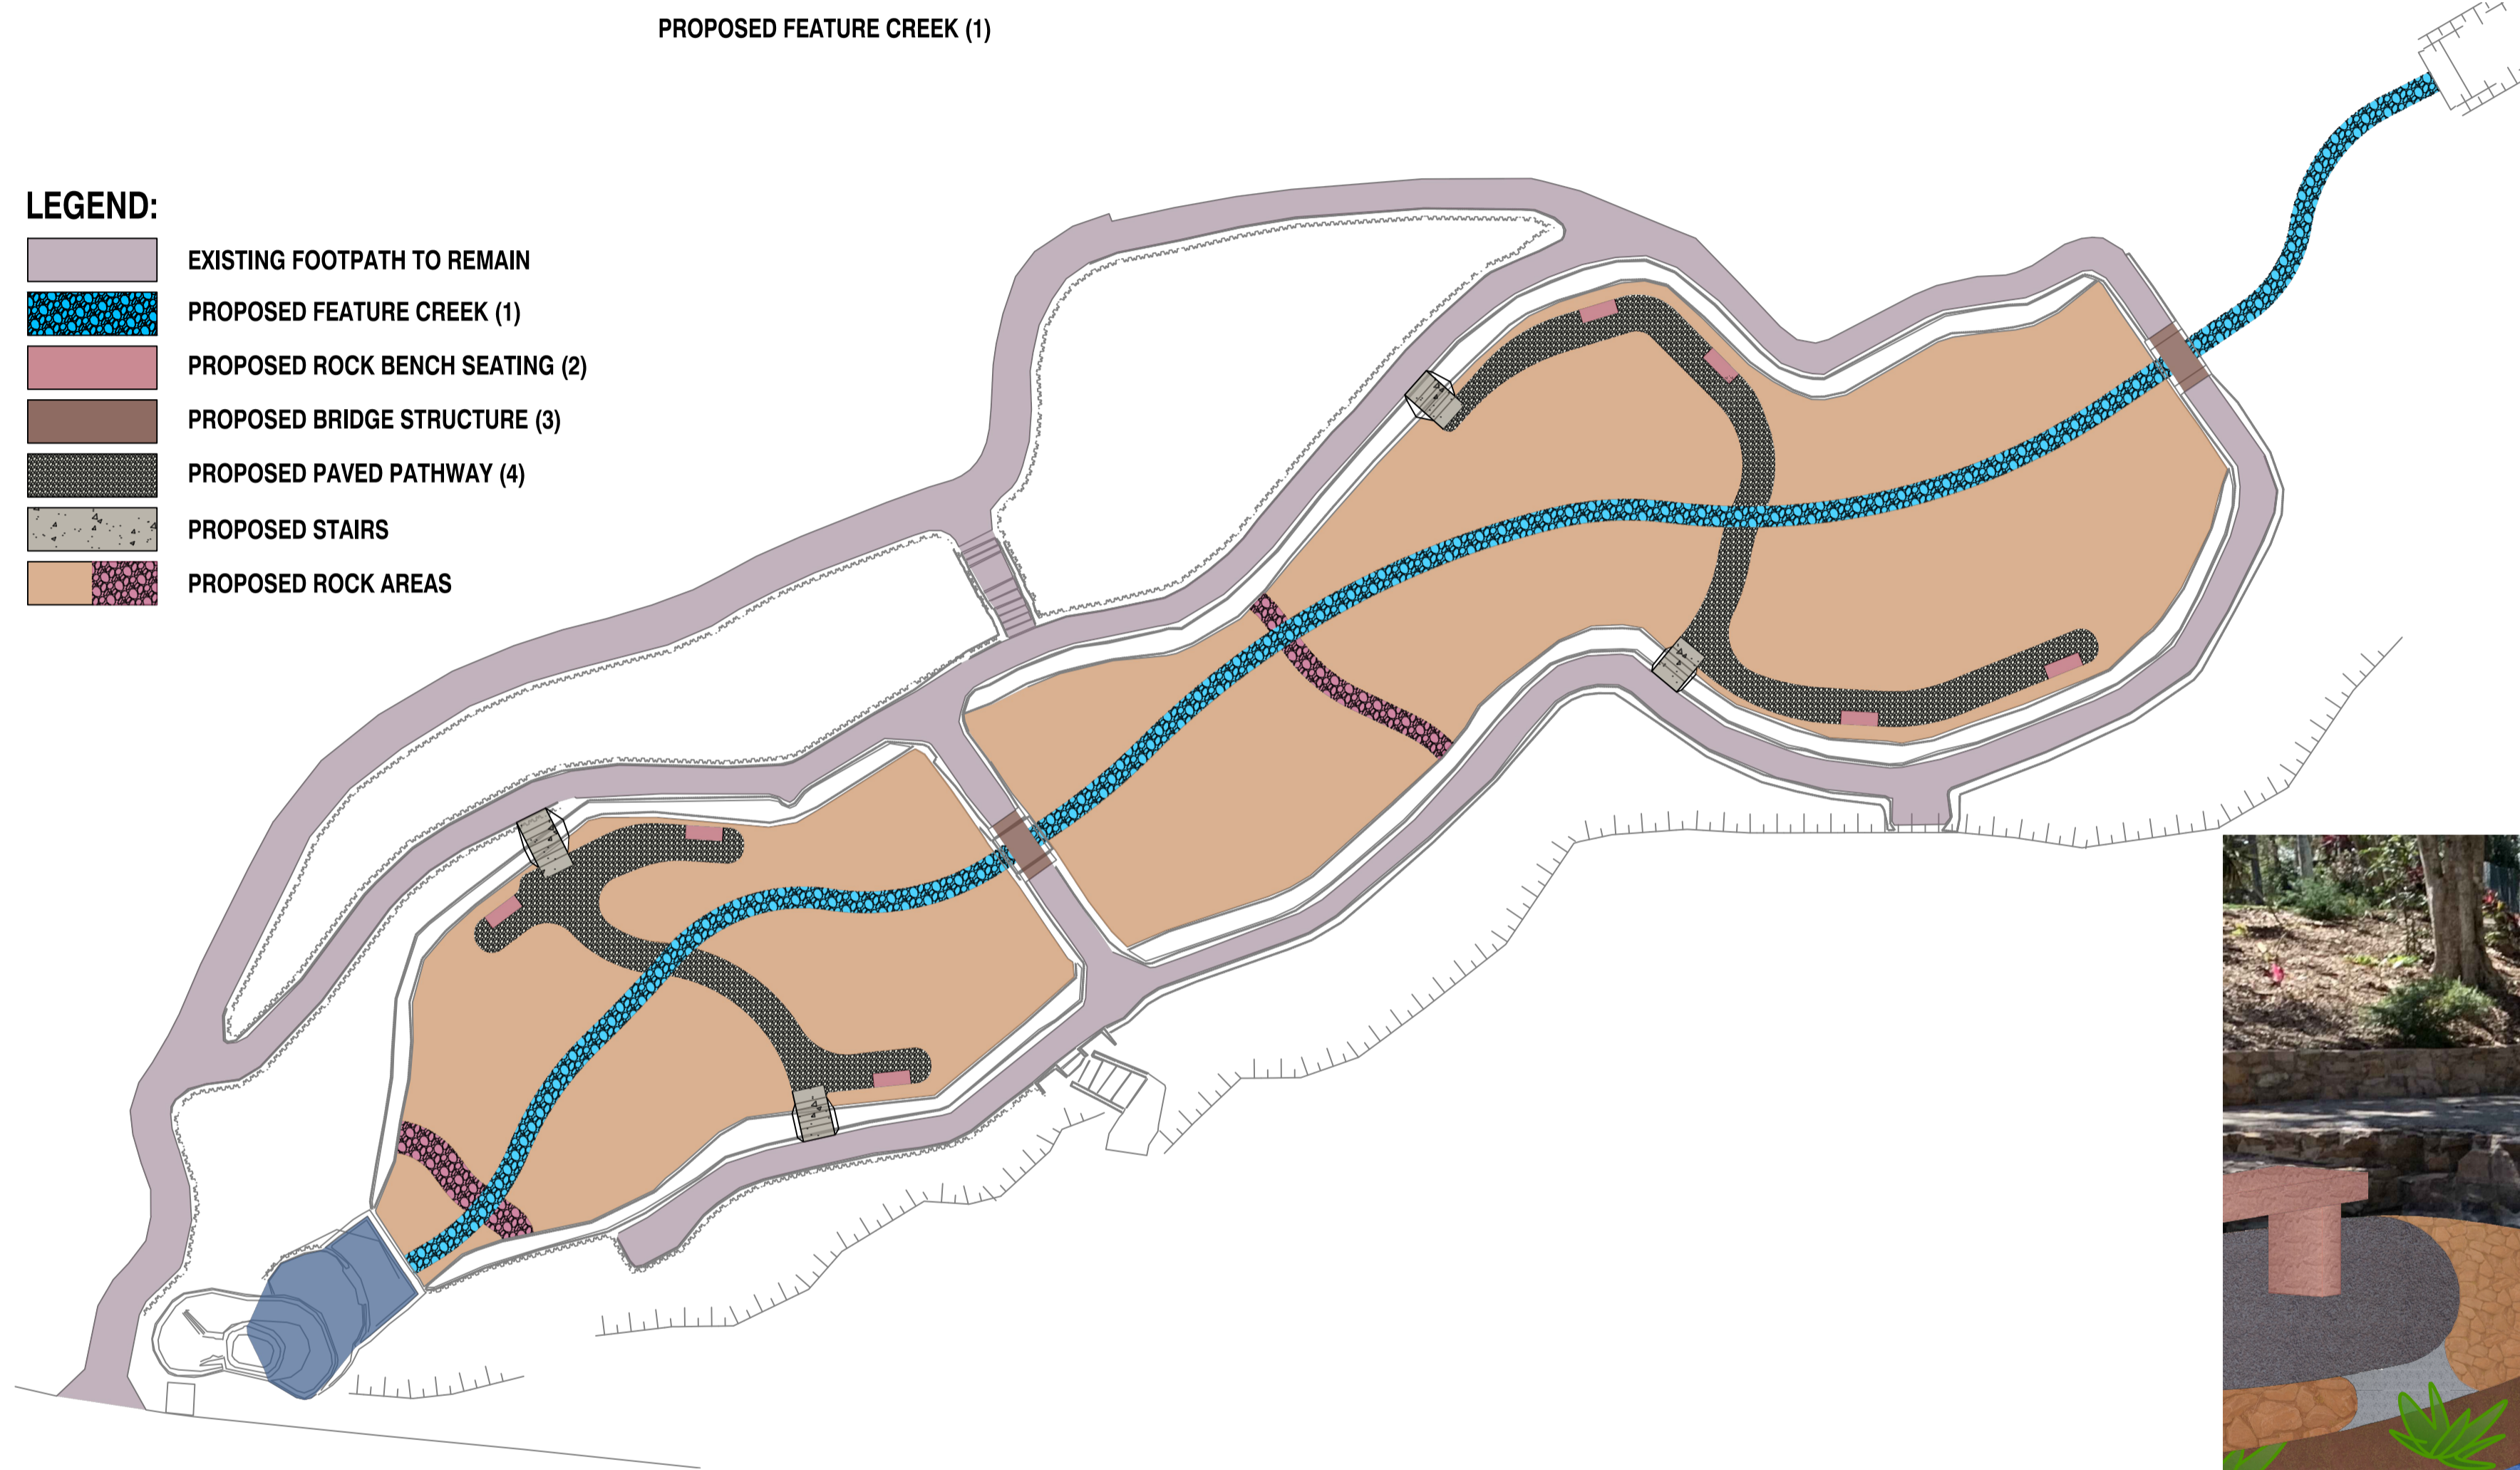 PROPOSED FEATURE CREEK (1)
LEGEND:
EXISTING FOOTPATH TO REMAIN
PROPOSED FEATURE CREEK (1)
PROPOSED ROCK BENCH SEATING (2)
PROPOSED BRIDGE STRUCTURE (3)
PROPOSED PAVED PATHWAY (4)
PROPOSED STAIRS
PROPOSED ROCK AREAS